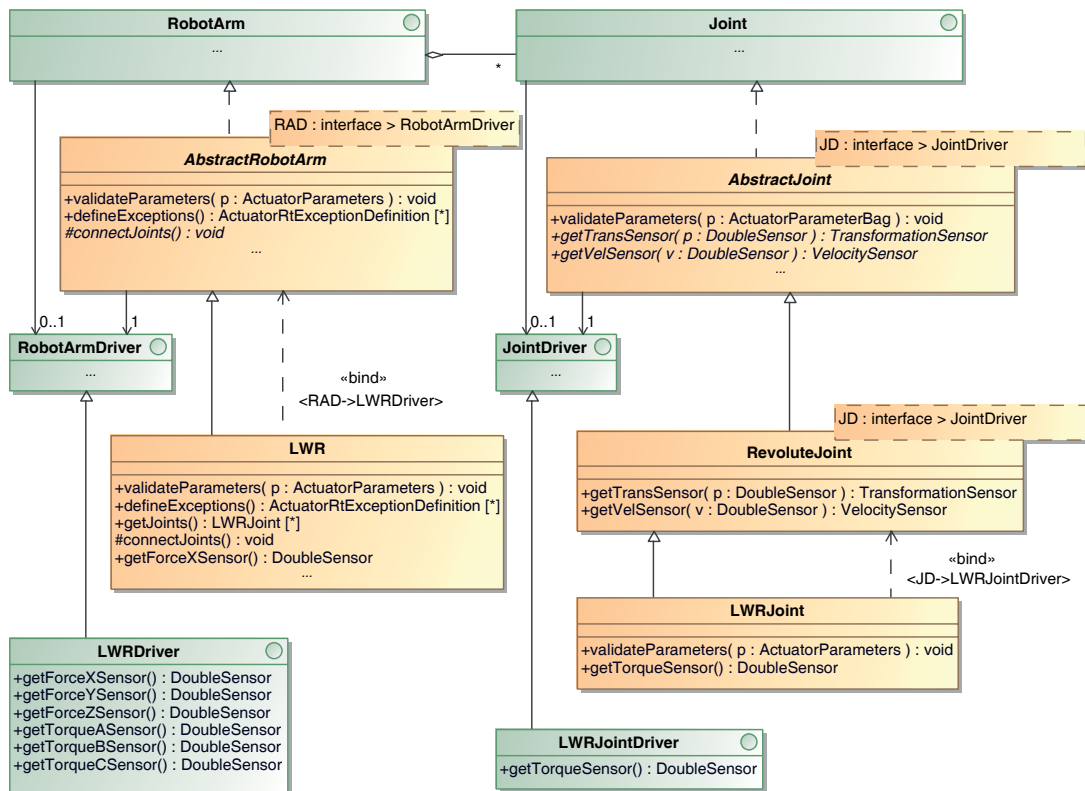 RobotArm
...
Joint
...
*
RAD : interface > RobotArmDriver
AbstractRobotArm
+validateParameters( p : ActuatorParameters ) : void
+defineExceptions() : ActuatorRtExceptionDefinition [*]
#connectJoints() : void
...
JD : interface > JointDriver
AbstractJoint
+validateParameters( p : ActuatorParameterBag ) : void
+getTransSensor( p : DoubleSensor ) : TransformationSensor
+getVelSensor( v : DoubleSensor ) : VelocitySensor
...
0..1
1
0..1
1
RobotArmDriver
...
JointDriver
...
«bind»
<RAD->LWRDriver>
JD : interface > JointDriver
RevoluteJoint
+getTransSensor( p : DoubleSensor ) : TransformationSensor
+getVelSensor( v : DoubleSensor ) : VelocitySensor
LWR
+validateParameters( p : ActuatorParameters ) : void
+defineExceptions() : ActuatorRtExceptionDefinition [*]
+getJoints() : LWRJoint [*]
#connectJoints() : void
+getForceXSensor() : DoubleSensor
...
«bind»
<JD->LWRJointDriver>
LWRJoint
+validateParameters( p : ActuatorParameters ) : void
+getTorqueSensor() : DoubleSensor
LWRDriver
+getForceXSensor() : DoubleSensor
+getForceYSensor() : DoubleSensor
+getForceZSensor() : DoubleSensor
+getTorqueASensor() : DoubleSensor
+getTorqueBSensor() : DoubleSensor
+getTorqueCSensor() : DoubleSensor
LWRJointDriver
+getTorqueSensor() : DoubleSensor